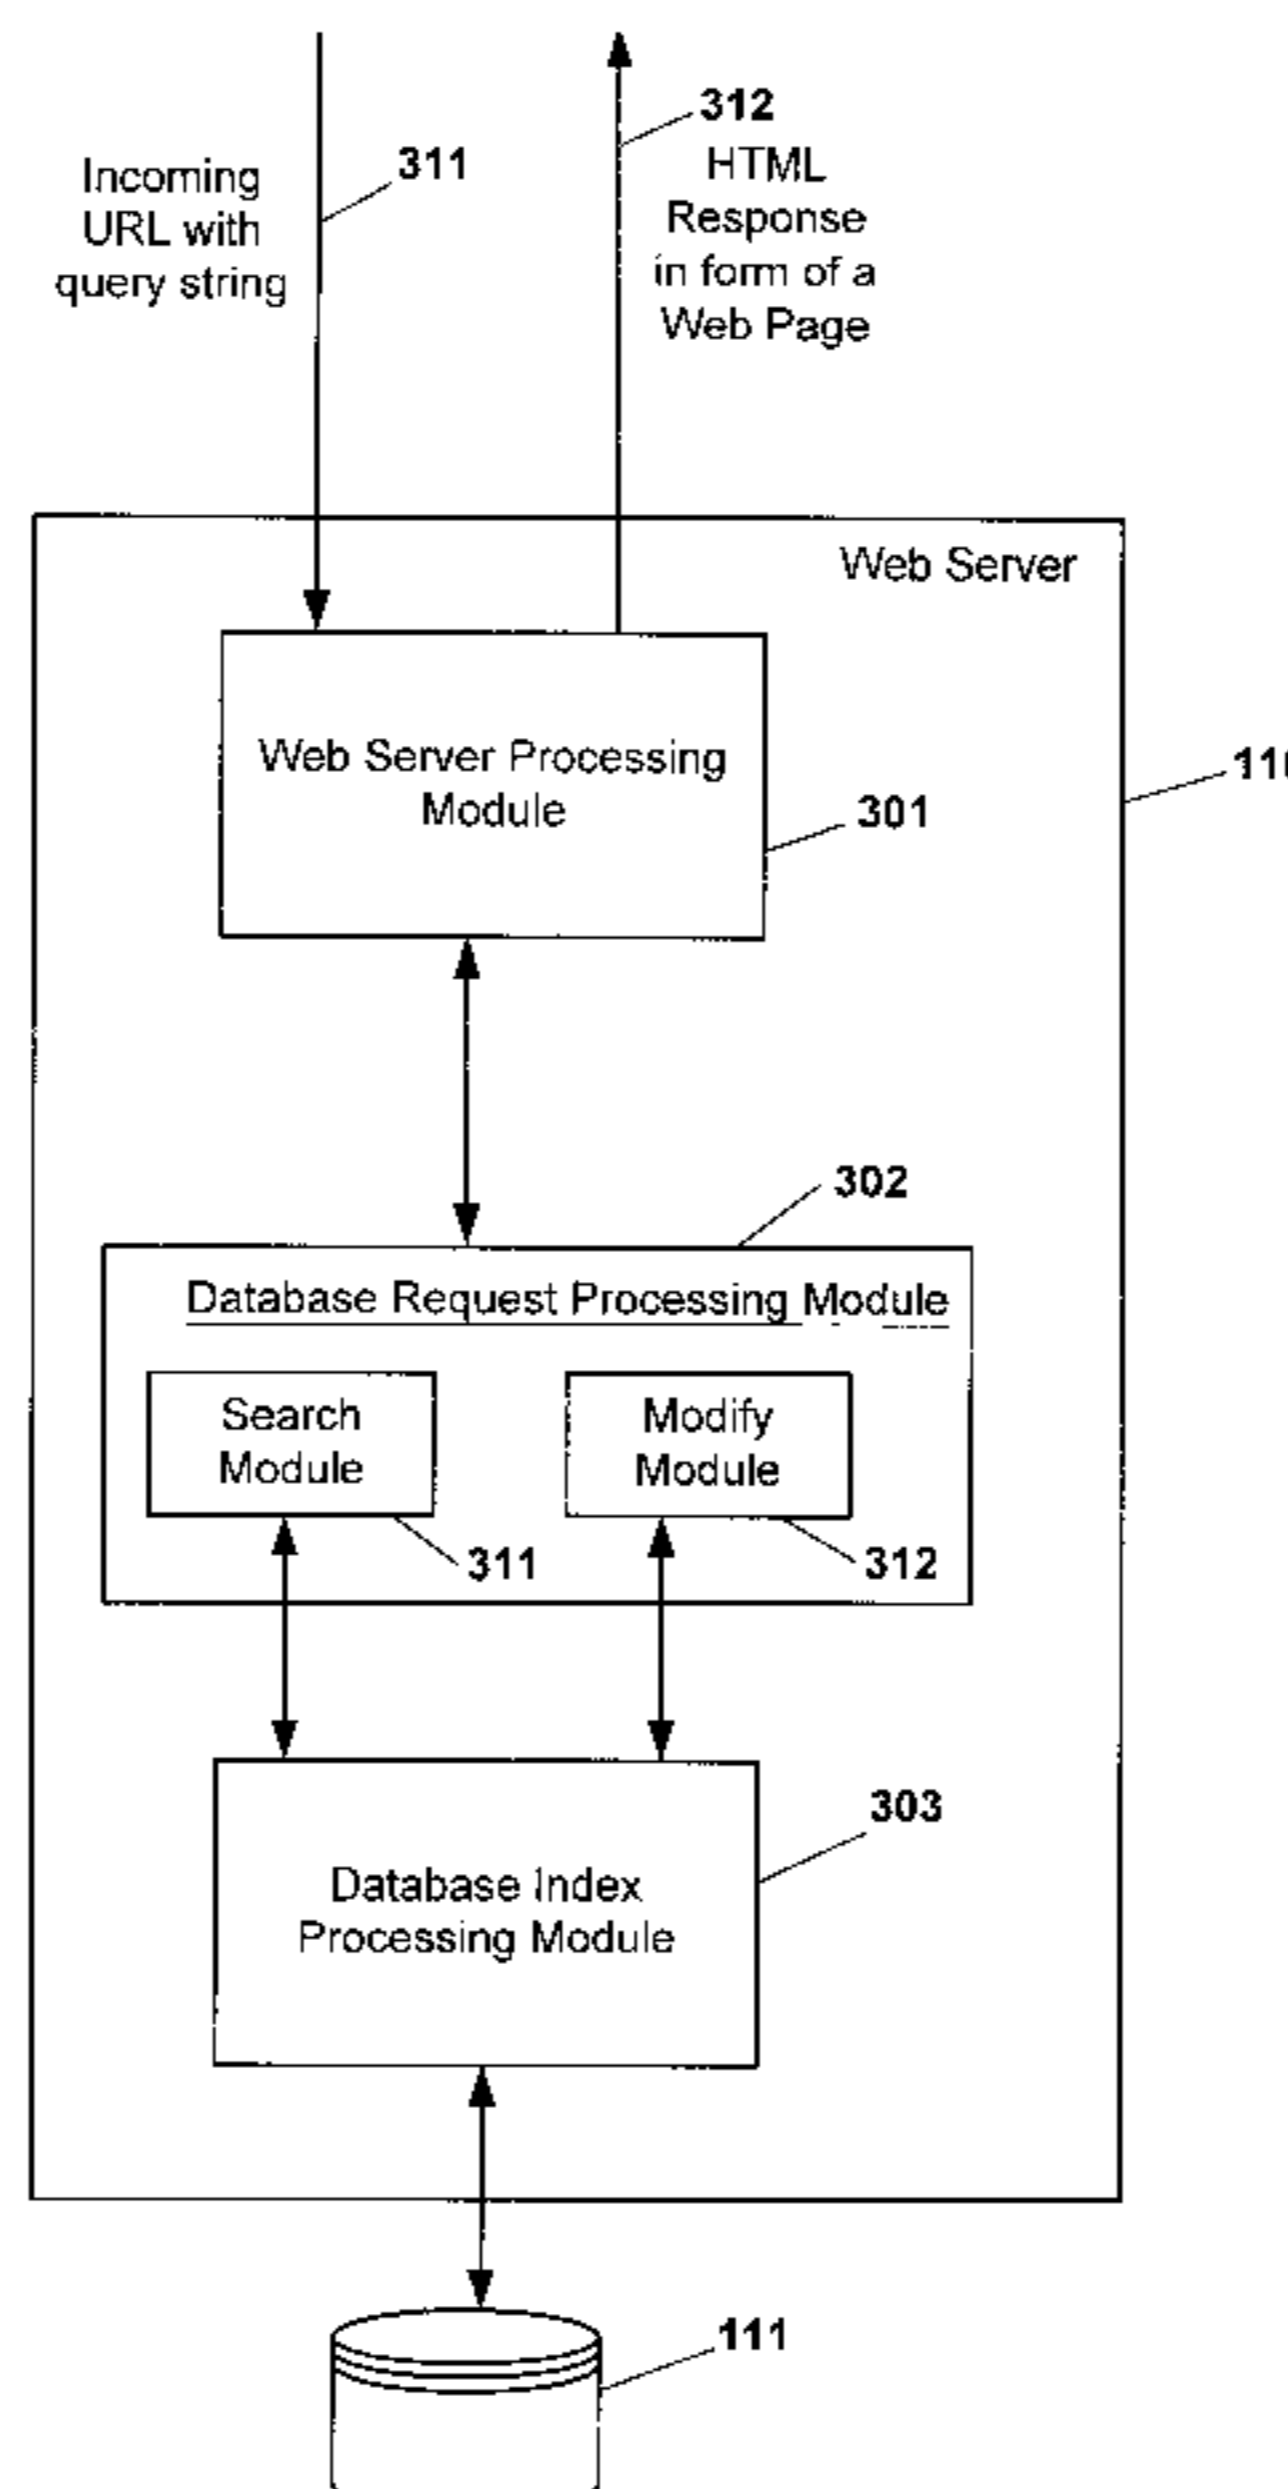 312
311
Incoming
URL with
query string
HTML
Response
in form of a
Web Page
Web Server
Web Server Processing
Module
301
302
Database Request Processing Module
Search
Module
Modify
Module
311
312
303
Database Index
Processing Module
111